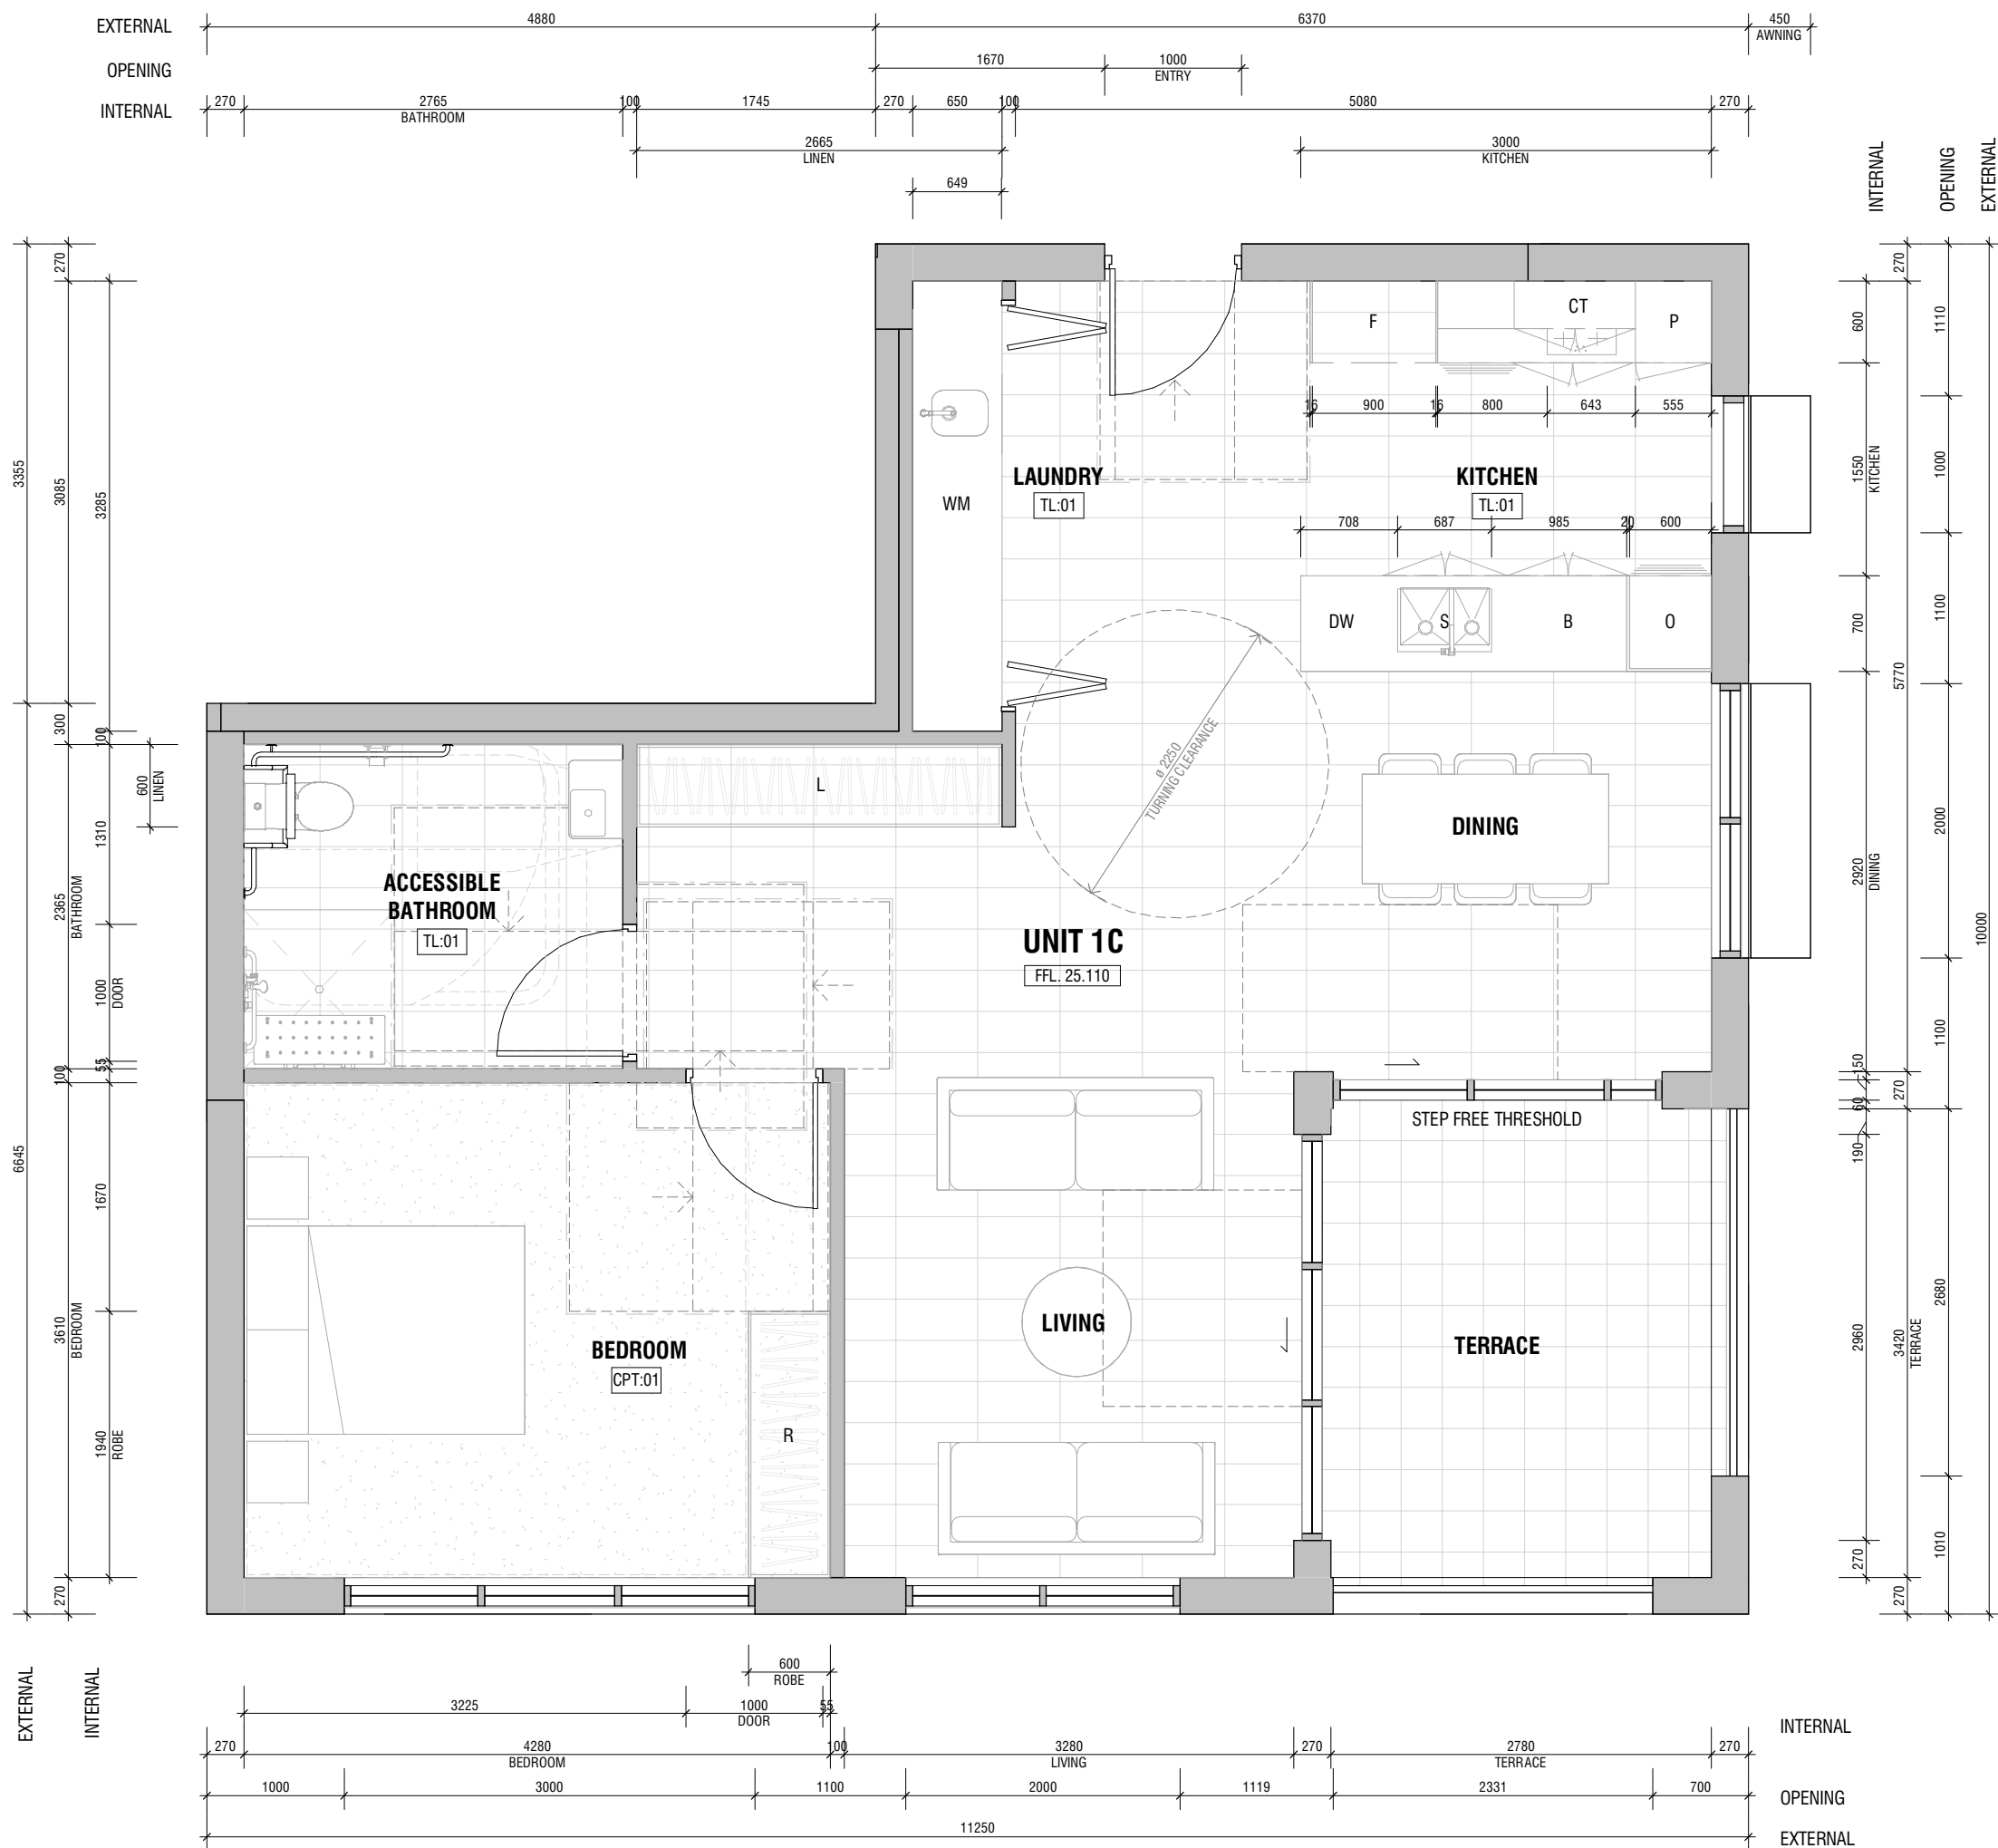 EXTERNAL
4880
6370
450
AWNING
OPENING
1670
1000
ENTRY
INTERNAL
270
2765
BATHROOM
100
1745
270
650
100
5080
270
2665
LINEN
3000
KITCHEN
649
INTERNAL
OPENING
EXTERNAL
270
3355
3085
3285
F
CT
P
16
900
16
800
643
555
LAUNDRY
TL:01
KITCHEN
TL:01
WM
708
687
985
20
600
DW
S
B
O
270
600
1110
1550
KITCHEN
1000
700
1100
5770
2000
2920
DINING
10000
1100
150
270
60
190
2960
3420
TERRACE
2680
1010
270
270
300
100
600
LINEN
1310
2365
BATHROOM
1000
DOOR
55
100
6645
1670
3610
BEDROOM
1940
ROBE
270
L
ø 2250
TURNING CLEARANCE
DINING
ACCESSIBLE
BATHROOM
TL:01
UNIT 1C
FFL. 25.110
STEP FREE THRESHOLD
LIVING
TERRACE
BEDROOM
CPT:01
R
EXTERNAL
INTERNAL
600
ROBE
3225
1000
DOOR
55
INTERNAL
270
4280
BEDROOM
100
3280
LIVING
270
2780
TERRACE
270
1000
3000
1100
2000
1119
2331
700
OPENING
11250
EXTERNAL